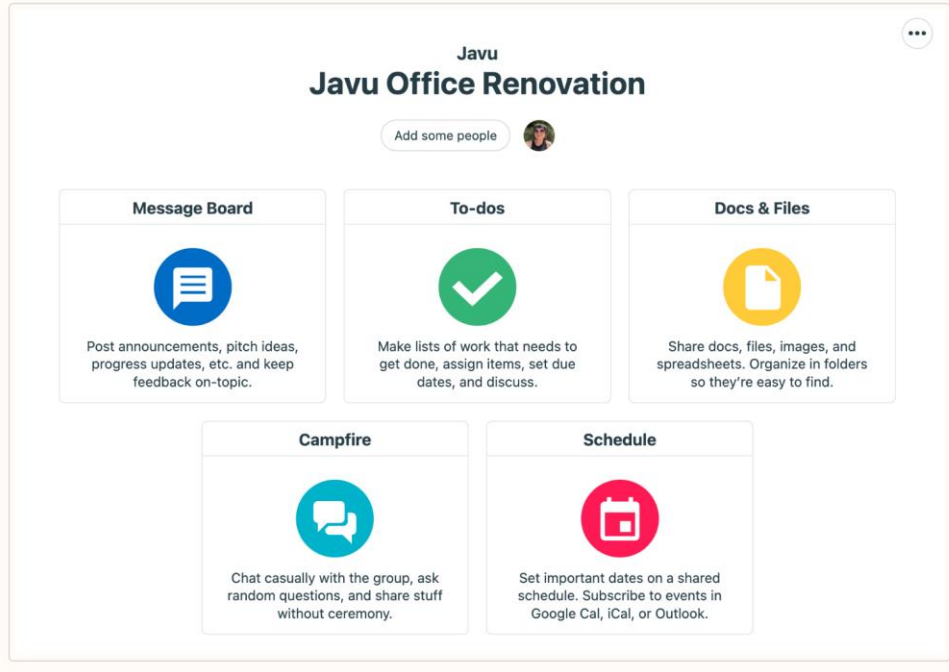 Javu
Javu Office Renovation
Add some people
Message Board
Post announcements, pitch ideas,
progress updates, etc. and keep
feedback on-topic.
To-dos
Make lists of work that needs to
get done, assign items, set due
dates, and discuss.
Docs & Files
Share docs, files, images, and
spreadsheets. Organize in folders
so they’re easy to find.
Campfire
Chat casually with the group, ask
random questions, and share stuff
without ceremony.
Schedule
Set important dates on a shared
schedule. Subscribe to events in
Google Cal, iCal, or Outlook.